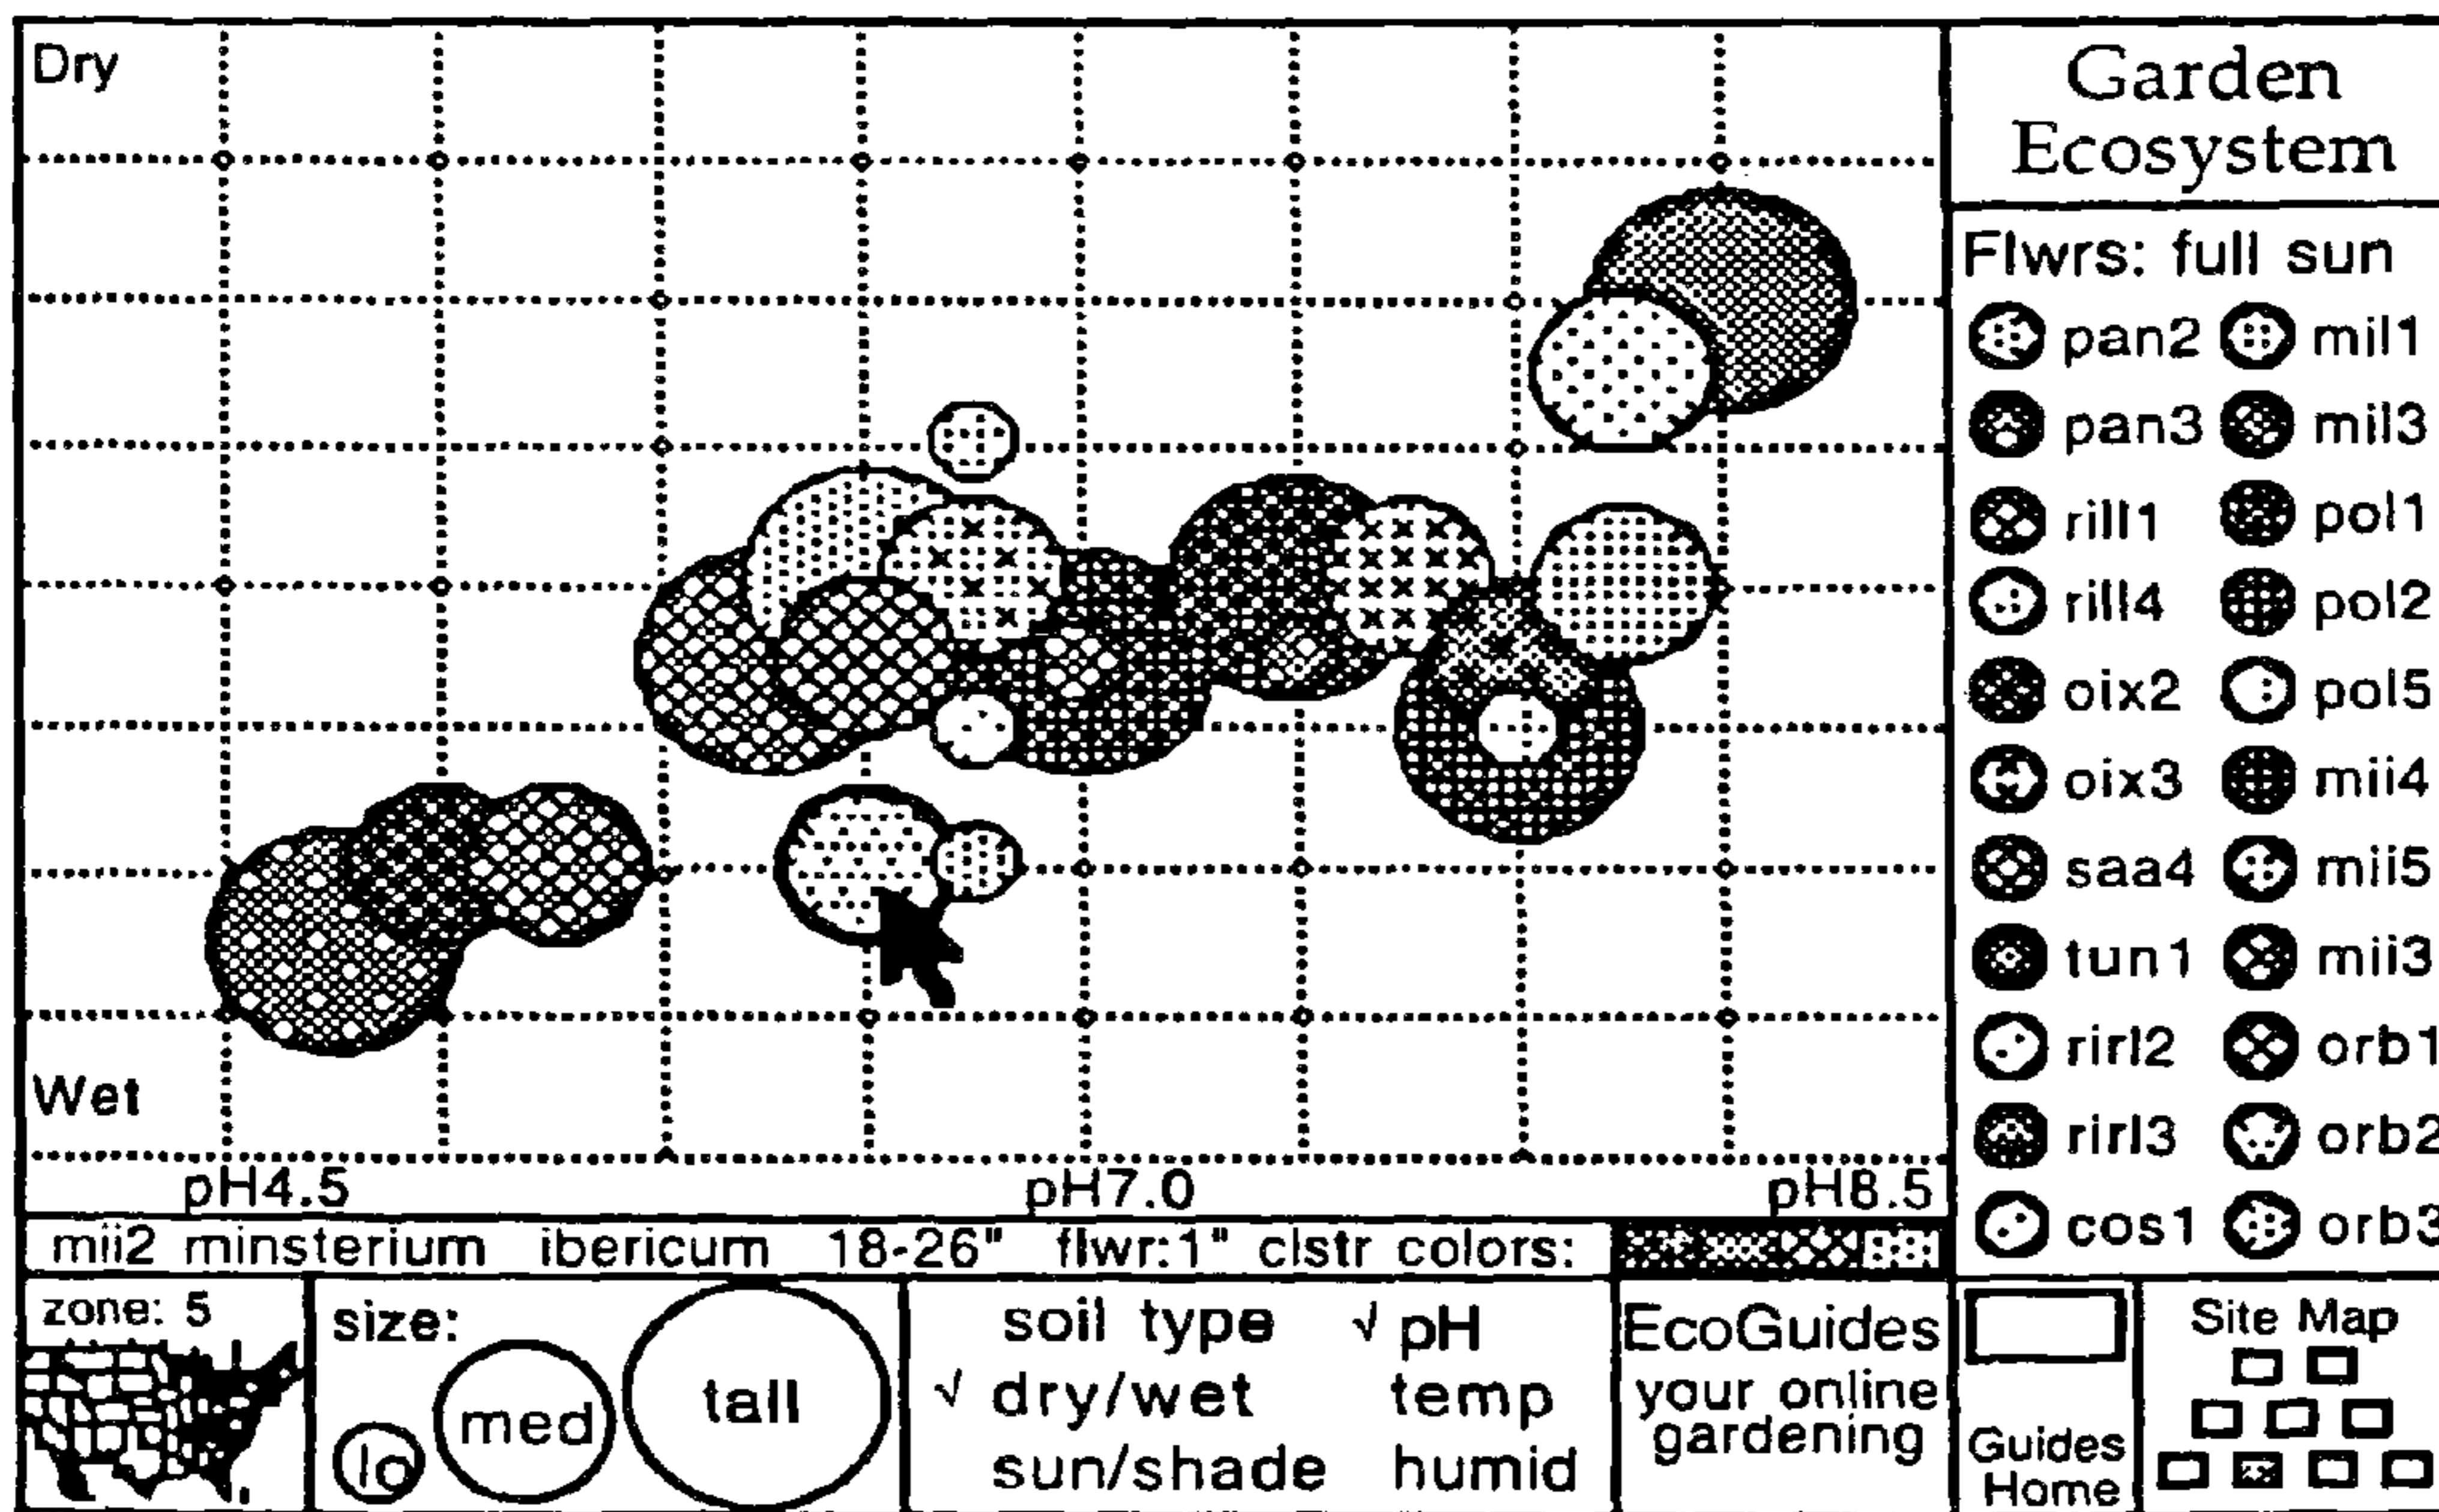 Dry
Garden
Ecosystem
Flwrs: full sun
pan2 mil1
pan3 mil3
rill1 pol1
rill4 pol2
oix2 pol5
oix3 mii4
saa4 mii5
tun1 mii3
rirl2 orb1
rirl3 orb2
cos1 orb3
Wet
pH4.5 pH7.0 pH8.5
mii2 minsterium ibericum 18-26" flwr:1" clstr colors:
zone: 5
size:
lo
med
tall
soil type √ pH
√ dry/wet temp
sun/shade humid
EcoGuides
your online
gardening
Guides
Home
Site Map